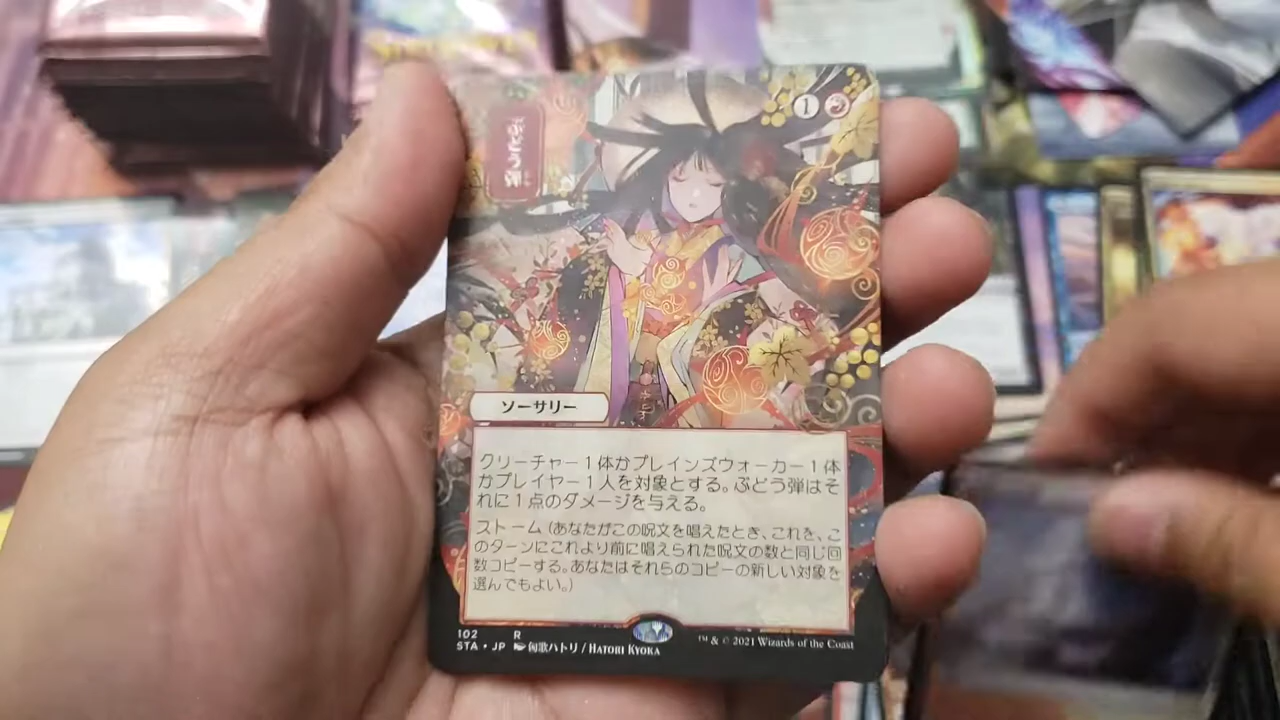 ぶどう弾
1
ソーサリー
クリーチャー１体かプレインズウォーカー１体
かプレイヤー１人を対象とする。ぶどう弾はそ
れに１点のダメージを与える。
ストーム（あなたがこの呪文を唱えたとき、これを、こ
のターンにこれより前に唱えられた呪文の数と同じ回
数コピーする。あなたはそれらのコピーの新しい対象を
選んでもよい。）
102 R
STA • JP 匈歌ハトリ / HATORI KYOKA
™ & © 2021 Wizards of the Coast